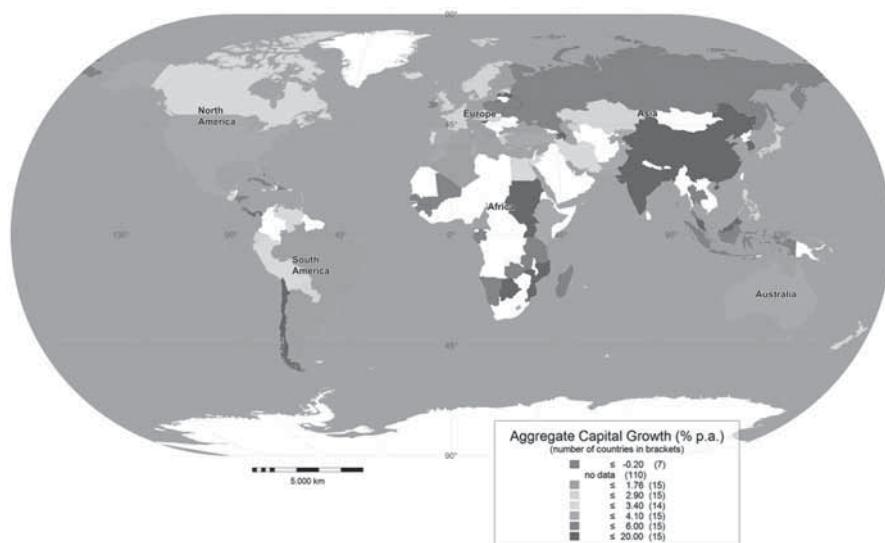 90°
North
America
Europe
Asia
45°
Africa
150°
90°
45°
0°
45°
90°
150°
South
America
Australia
45°
90°
5.000 km
Aggregate Capital Growth (% p.a.)
(number of countries in brackets)
≤ -0.20 (7)
no data (110)
≤ 1.76 (15)
≤ 2.90 (15)
≤ 3.40 (14)
≤ 4.10 (15)
≤ 6.00 (15)
≤ 20.00 (15)